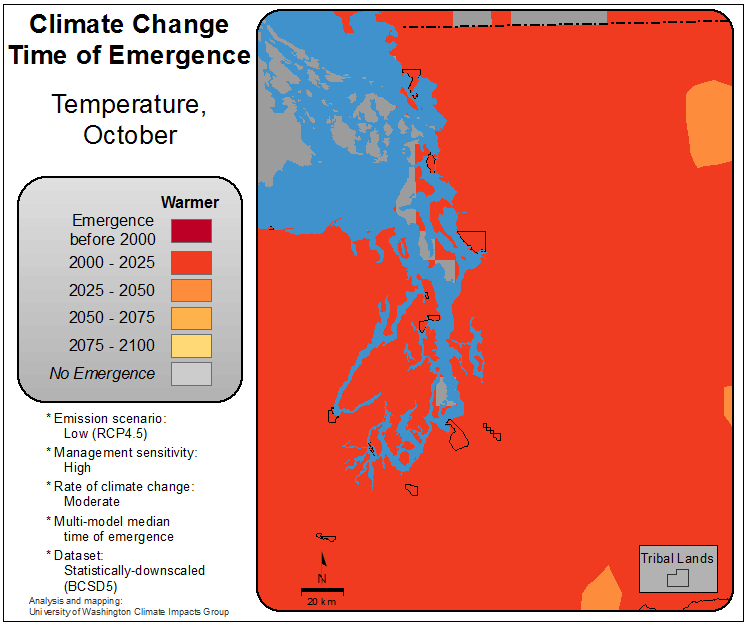 Climate Change
Time of Emergence
Temperature,
October
Warmer
Emergence
before 2000
2000 - 2025
2025 - 2050
2050 - 2075
2075 - 2100
No Emergence
* Emission scenario:
Low (RCP4.5)
* Management sensitivity:
High
* Rate of climate change:
Moderate
* Multi-model median
time of emergence
* Dataset:
Statistically-downscaled
(BCSD5)
Analysis and mapping:
University of Washington Climate Impacts Group
N
20 km
Tribal Lands